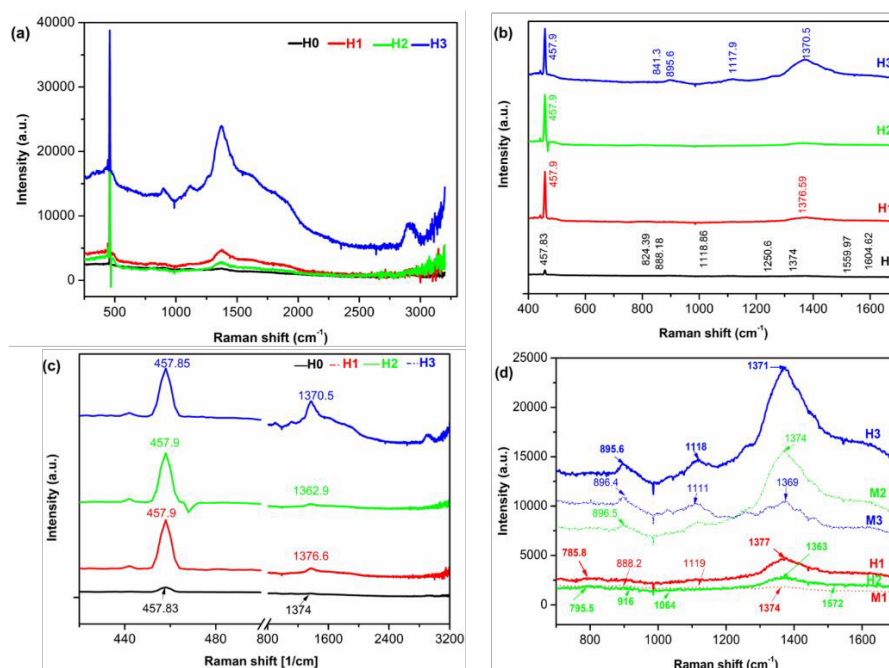 (a)
H0 H1 H2 H3
40000
30000
20000
10000
0
Intensity (a.u.)
500 1000 1500 2000 2500 3000
Raman shift (cm-1)
(b)
457.9 841.3 895.6 1117.9 1370.5 H3
457.9 H2
457.9 1376.59 H1
457.83 824.39 888.18 1118.86 1250.6 1374 1559.97 1604.62
Intensity (a.u.)
400 600 800 1000 1200 1400 1600
Raman shift (cm-1)
(c)
H0 H1 H2 H3
457.85 1370.5
457.9 1362.9
457.9 1376.6
457.83 1374
Intensity (a.u.)
440 480 800 1600 2400 3200
Raman shift [1/cm]
(d)
25000
20000
15000
10000
5000
0
Intensity (a.u.)
1371
H3
895.6 1118 1374
896.4 1111 1369 M2
896.5 M3
1377 1363
785.8 888.2 1119 H1
H2
795.5 916 1064 1374 1572 M1
800 1000 1200 1400 1600
Raman shift (cm-1)